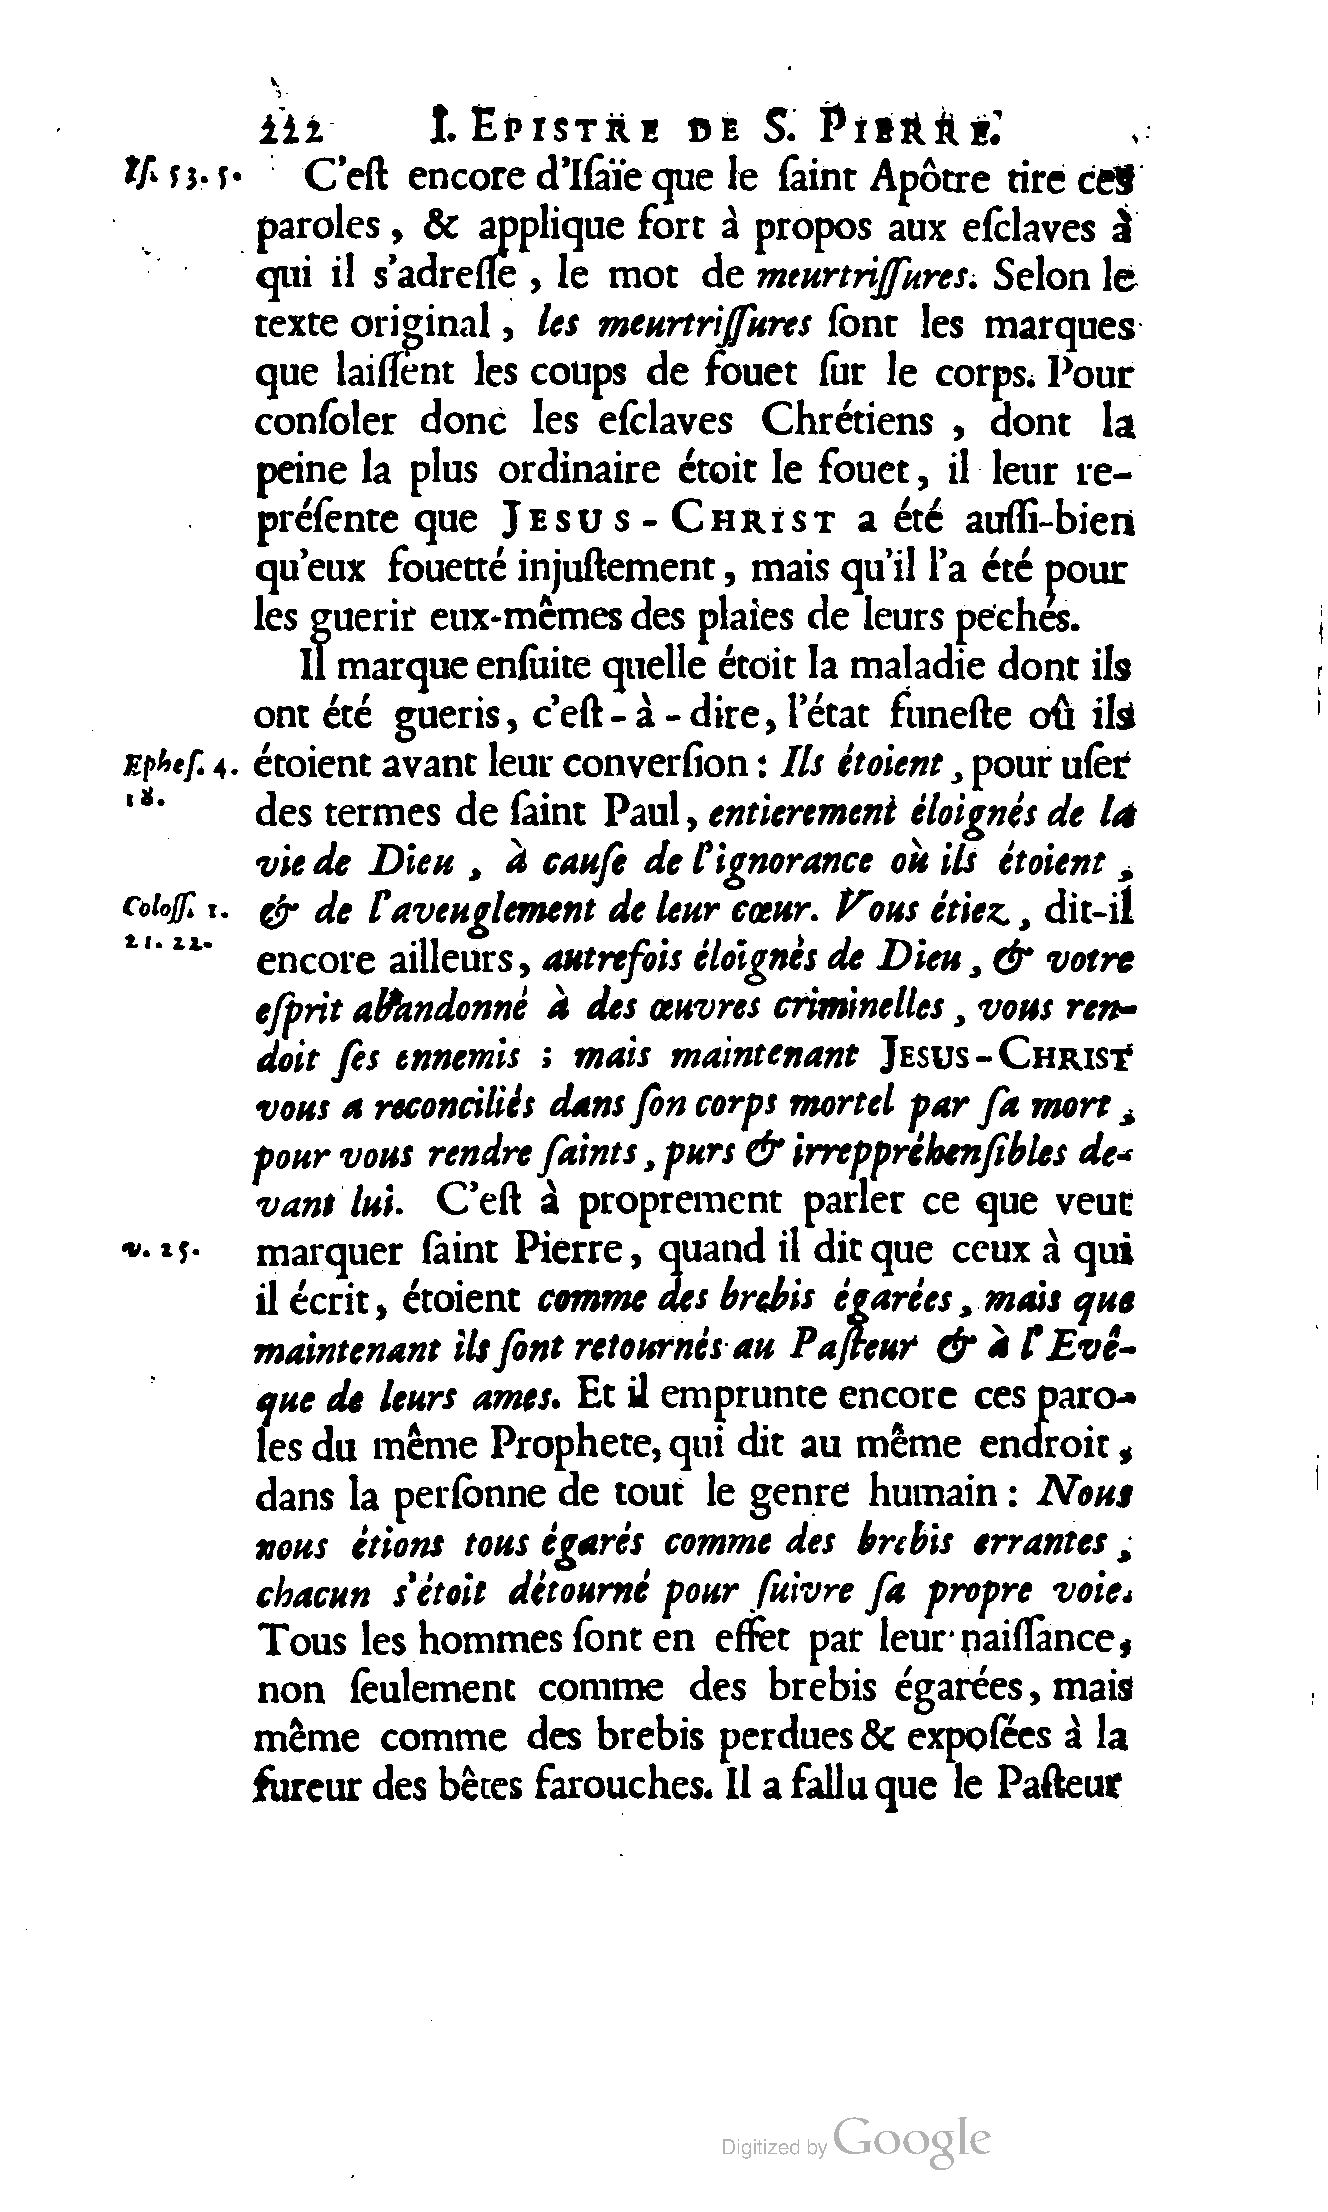 222 I. EPISTRE DE S. PIERRE.
Iſ. 53. 5. C'eſt encore d'Iſaïe que le ſaint Apôtre tire ces
paroles, & applique fort à propos aux eſclaves à
qui il s'adreſſe, le mot de meurtriſſures. Selon le
texte original, les meurtriſſures ſont les marques
que laiſſent les coups de fouet ſur le corps. Pour
conſoler donc les eſclaves Chrétiens, dont la
peine la plus ordinaire étoit le fouet, il leur re-
préſente que JESUS-CHRIST a été auſſi-bien
qu'eux fouetté injuſtement, mais qu'il l'a été pour
les guerir eux-mêmes des plaies de leurs pechés.
Il marque enſuite quelle étoit la maladie dont ils
ont été gueris, c'eſt-à-dire, l'état funeſte où ils
Epheſ. 4. étoient avant leur converſion : Ils étoient, pour uſer
18. des termes de ſaint Paul, entierement éloignés de la
vie de Dieu, à cauſe de l'ignorance où ils étoient,
Coloſſ. 1. & de l'aveuglement de leur cœur. Vous étiez, dit-il
21. 22. encore ailleurs, autrefois éloignès de Dieu, & votre
eſprit abandonné à des œuvres criminelles, vous ren-
doit ſes ennemis ; mais maintenant JESUS-CHRIST
vous a reconciliés dans ſon corps mortel par ſa mort,
pour vous rendre ſaints, purs & irreppréhenſibles de-
vant lui. C'eſt à proprement parler ce que veut
v. 25. marquer ſaint Pierre, quand il dit que ceux à qui
il écrit, étoient comme des brebis égarées, mais que
maintenant ils ſont retournés au Paſteur & à l'Evê-
que de leurs ames. Et il emprunte encore ces paro-
les du même Prophete, qui dit au même endroit,
dans la perſonne de tout le genre humain : Nous
nous étions tous égarés comme des brebis errantes,
chacun s'étoit détourné pour ſuivre ſa propre voie.
Tous les hommes ſont en effet par leur naiſſance,
non ſeulement comme des brebis égarées, mais
même comme des brebis perdues & expoſées à la
fureur des bêtes farouches. Il a fallu que le Paſteur
Digitized by Google